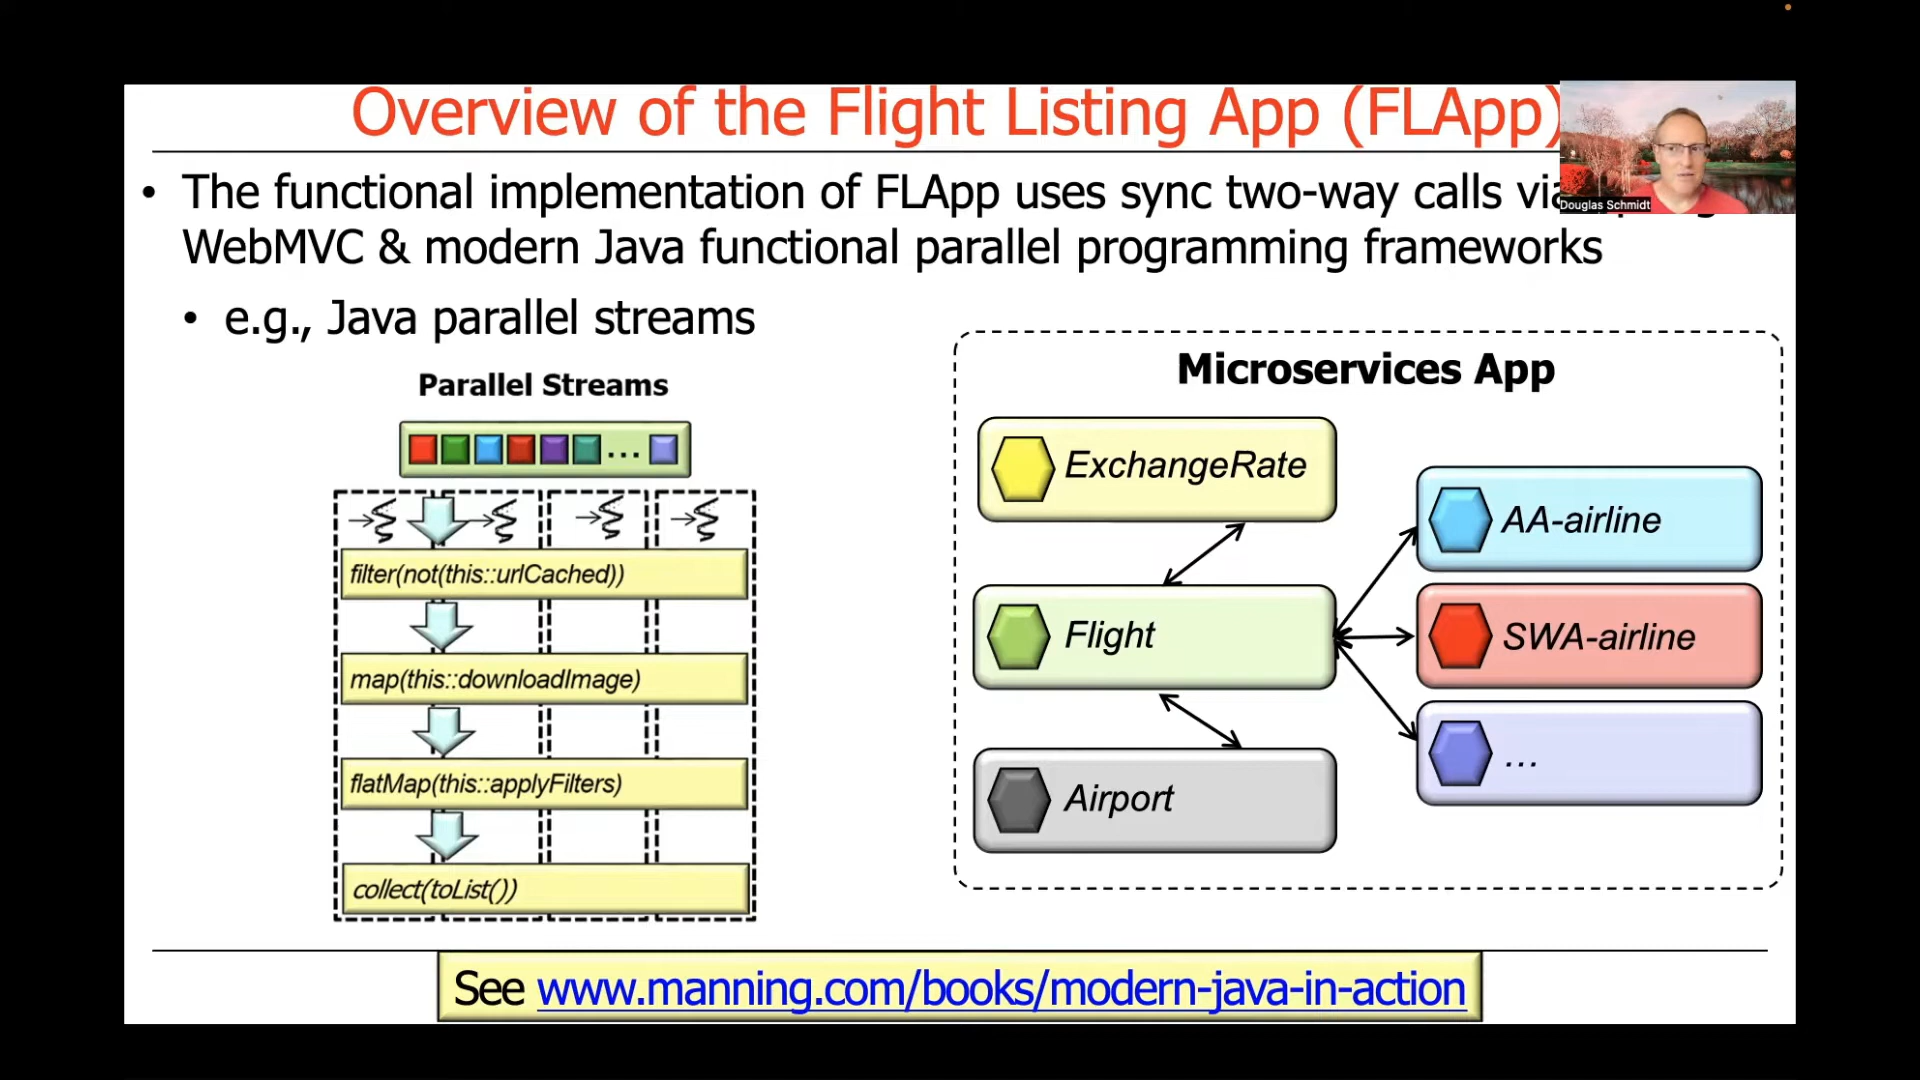 Overview of the Flight Listing App (FLApp)
Douglas Schmidt
• The functional implementation of FLApp uses sync two-way calls via
WebMVC & modern Java functional parallel programming frameworks
• e.g., Java parallel streams
Parallel Streams
...
filter(not(this::urlCached))
map(this::downloadImage)
flatMap(this::applyFilters)
collect(toList())
Microservices App
ExchangeRate
AA-airline
Flight
SWA-airline
...
Airport
See www.manning.com/books/modern-java-in-action